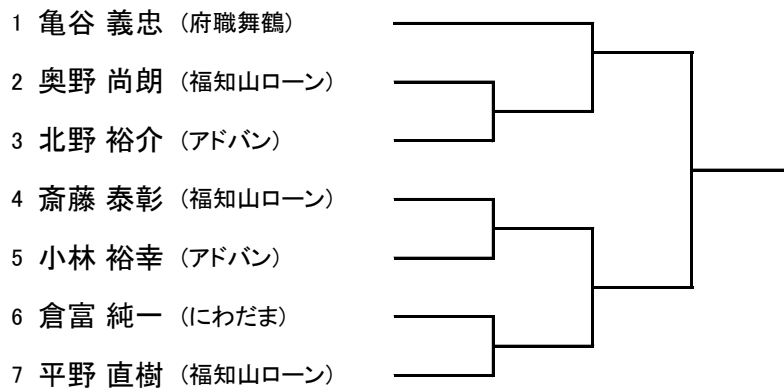 1 亀谷 義忠 (府職舞鶴)
2 奥野 尚朗 (福知山ローン)
3 北野 裕介 (アドバン)
4 斎藤 泰彰 (福知山ローン)
5 小林 裕幸 (アドバン)
6 倉富 純一 (にわだま)
7 平野 直樹 (福知山ローン)